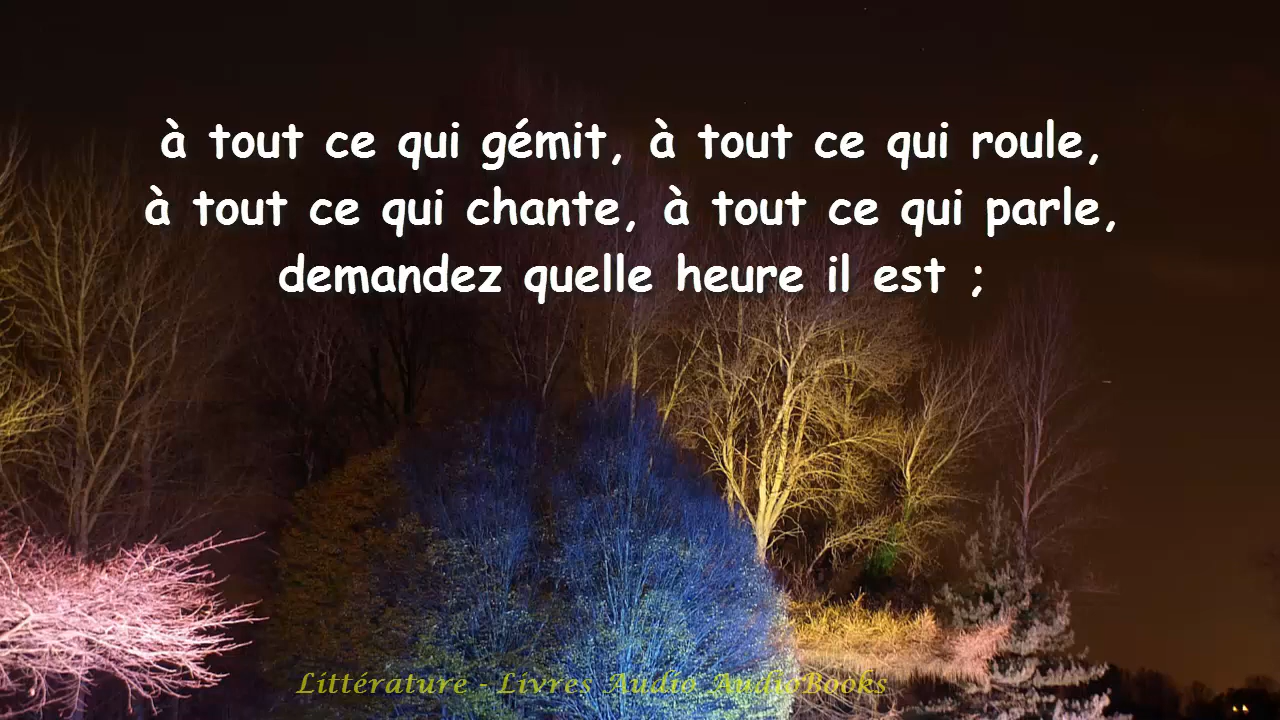 à tout ce qui gémit, à tout ce qui roule,
à tout ce qui chante, à tout ce qui parle,
demandez quelle heure il est ;
Littérature - Livres Audio AudioBooks